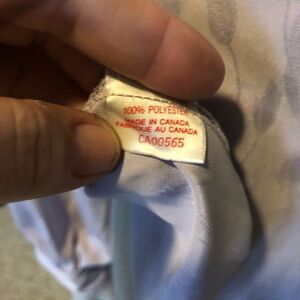 100% POLYESTER
MADE IN CANADA
FABRIQUE AU CANADA
CA00565